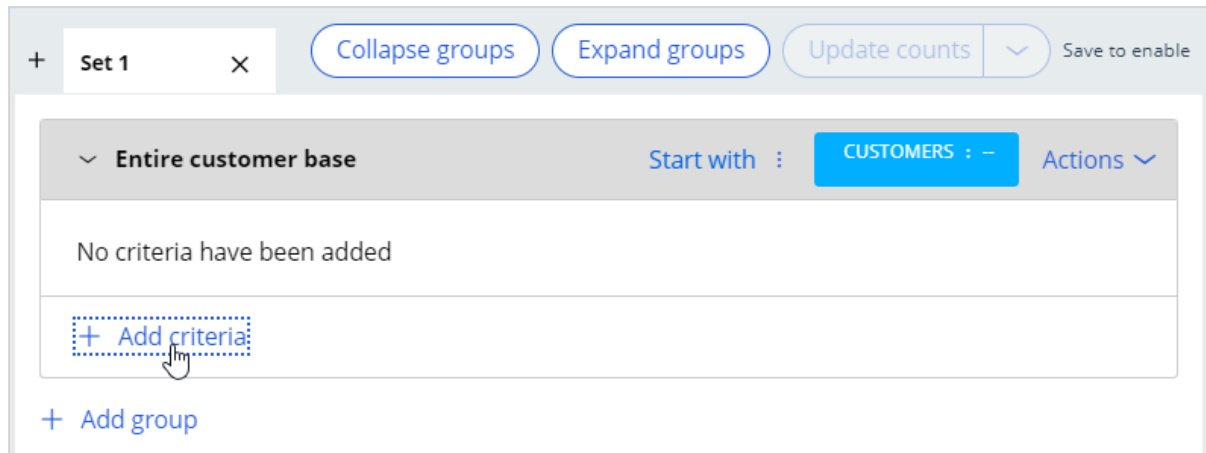 + Set 1 × Collapse groups Expand groups Update counts Save to enable
Entire customer base Start with ⋮ CUSTOMERS : -- Actions
No criteria have been added
+ Add criteria
+ Add group